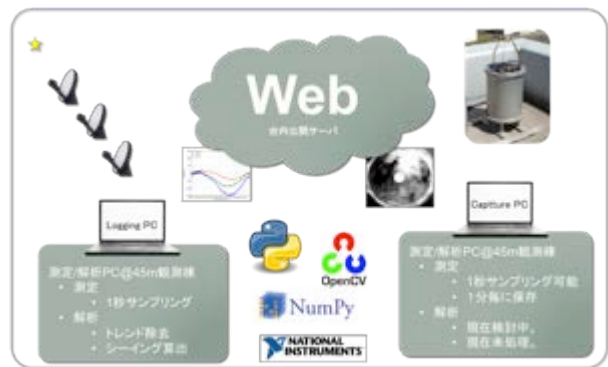 Web
台内公開サーバ
Logging PC
測定/解析PC@45m観測棟
• 測定
• 1秒サンプリング
• 解析
• トレンド除去
• シーイング算出
OpenCV
NumPy
NATIONAL
INSTRUMENTS
Captture PC
測定/解析PC@45m観測棟
• 測定
• 1秒サンプリング可能
• 1分毎に保存
• 解析
• 現在検討中。
• 現在未処理。